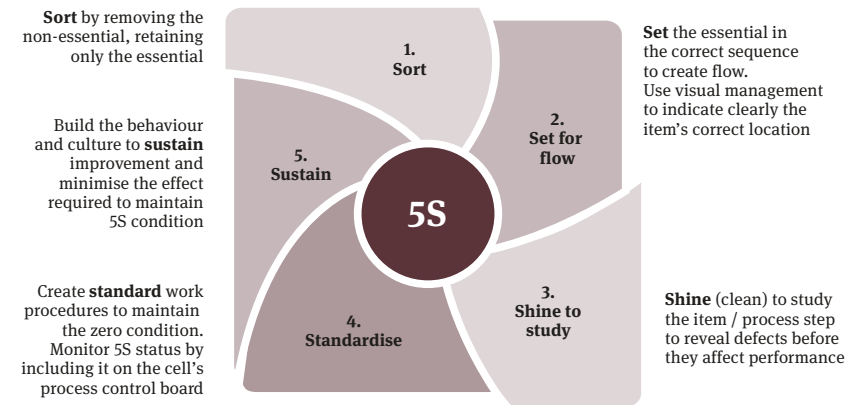 Sort by removing the
non-essential, retaining
only the essential
1.
Sort
Set the essential in
the correct sequence
to create flow.
Use visual management
to indicate clearly the
item's correct location
2.
Set for
flow
Build the behaviour
and culture to sustain
improvement and
minimise the effect
required to maintain
5S condition
5.
Sustain
5S
Create standard work
procedures to maintain
the zero condition.
Monitor 5S status by
including it on the cell's
process control board
4.
Standardise
3.
Shine to
study
Shine (clean) to study
the item / process step
to reveal defects before
they affect performance